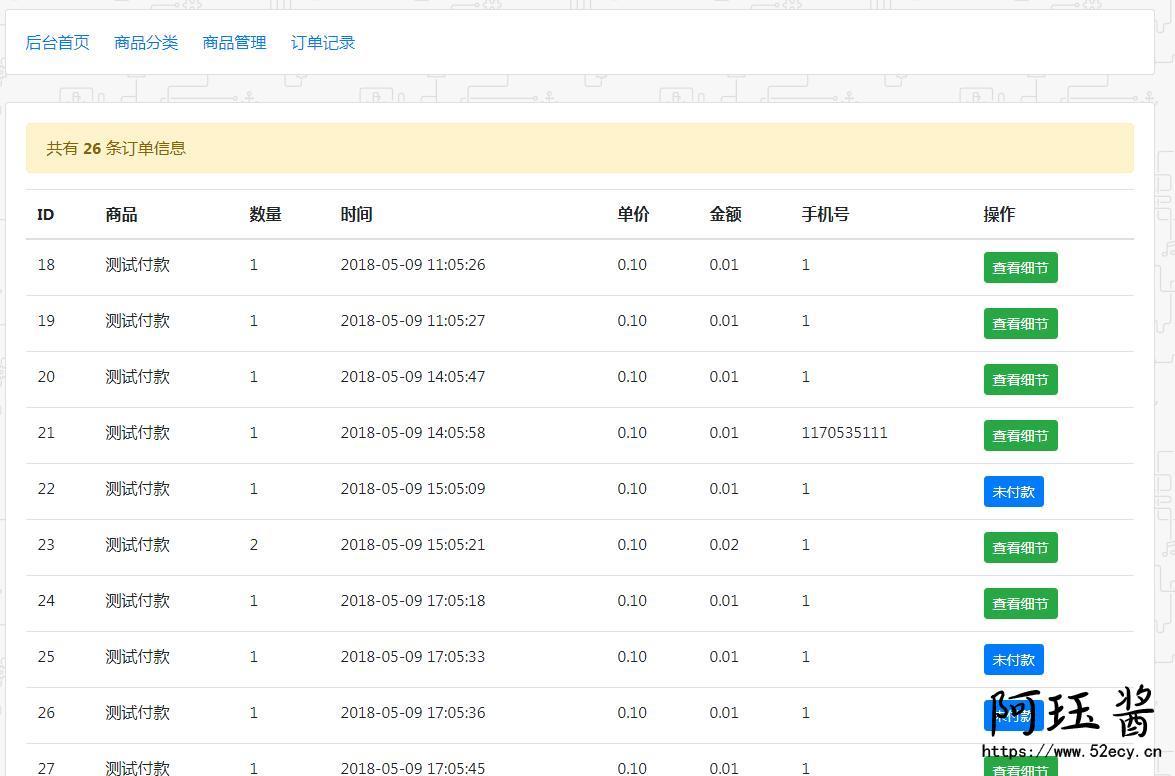 后台首页 商品分类 商品管理 订单记录
共有 26 条订单信息
ID 商品 数量 时间 单价 金额 手机号 操作
18 测试付款 1 2018-05-09 11:05:26 0.10 0.01 1 查看细节
19 测试付款 1 2018-05-09 11:05:27 0.10 0.01 1 查看细节
20 测试付款 1 2018-05-09 14:05:47 0.10 0.01 1 查看细节
21 测试付款 1 2018-05-09 14:05:58 0.10 0.01 1170535111 查看细节
22 测试付款 1 2018-05-09 15:05:09 0.10 0.01 1 未付款
23 测试付款 2 2018-05-09 15:05:21 0.10 0.02 1 查看细节
24 测试付款 1 2018-05-09 17:05:18 0.10 0.01 1 查看细节
25 测试付款 1 2018-05-09 17:05:33 0.10 0.01 1 未付款
26 测试付款 1 2018-05-09 17:05:36 0.10 0.01 1 未付款
阿珏酱
https://www.52ecy.cn
27 测试付款 1 2018-05-09 17:05:45 0.10 0.01 1 查看细节